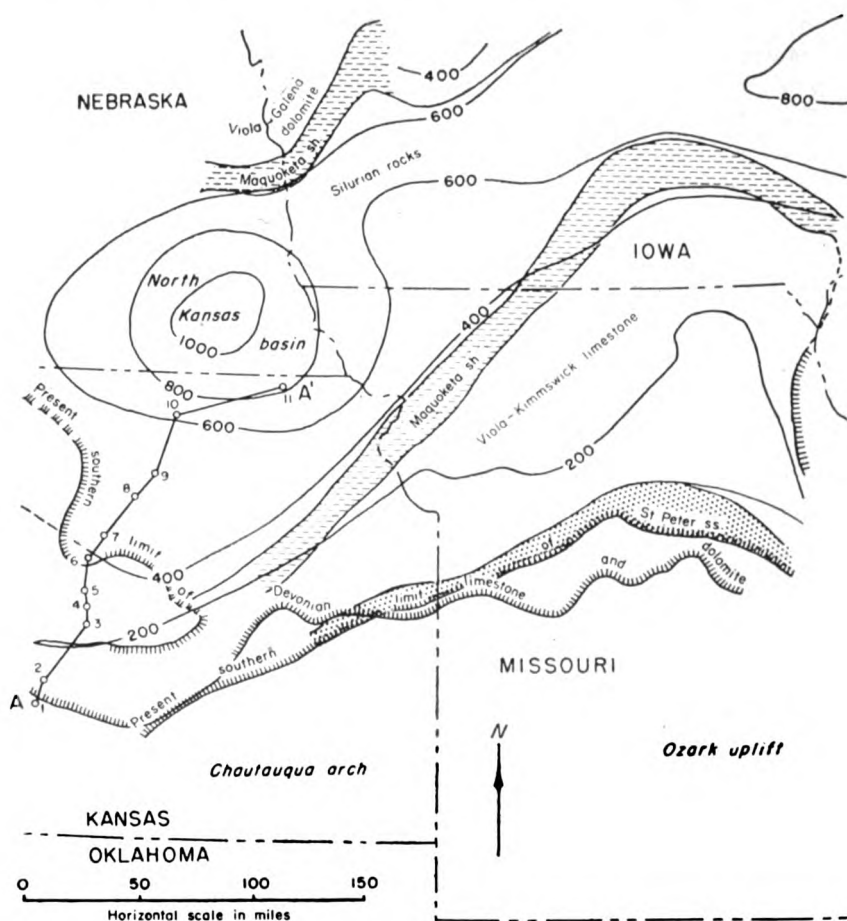 400
NEBRASKA
800
Viola
Galena
dolomite
600
Maquoketa sh
Silurian rocks
600
IOWA
North
Kansas
1000
basin
400
Maquoketa sh
Viola-Kimmswick limestone
800
11 A'
10
600
Present
southern
limit
of
9
8
7
6
5
4
3
400
200
200
St Peter ss.
of
and
dolomite
Devonian
limit
limestone
2
A
1
Present
southern
MISSOURI
N
Chautauqua arch
Ozark uplift
KANSAS
OKLAHOMA
0 50 100 150
Horizontal scale in miles